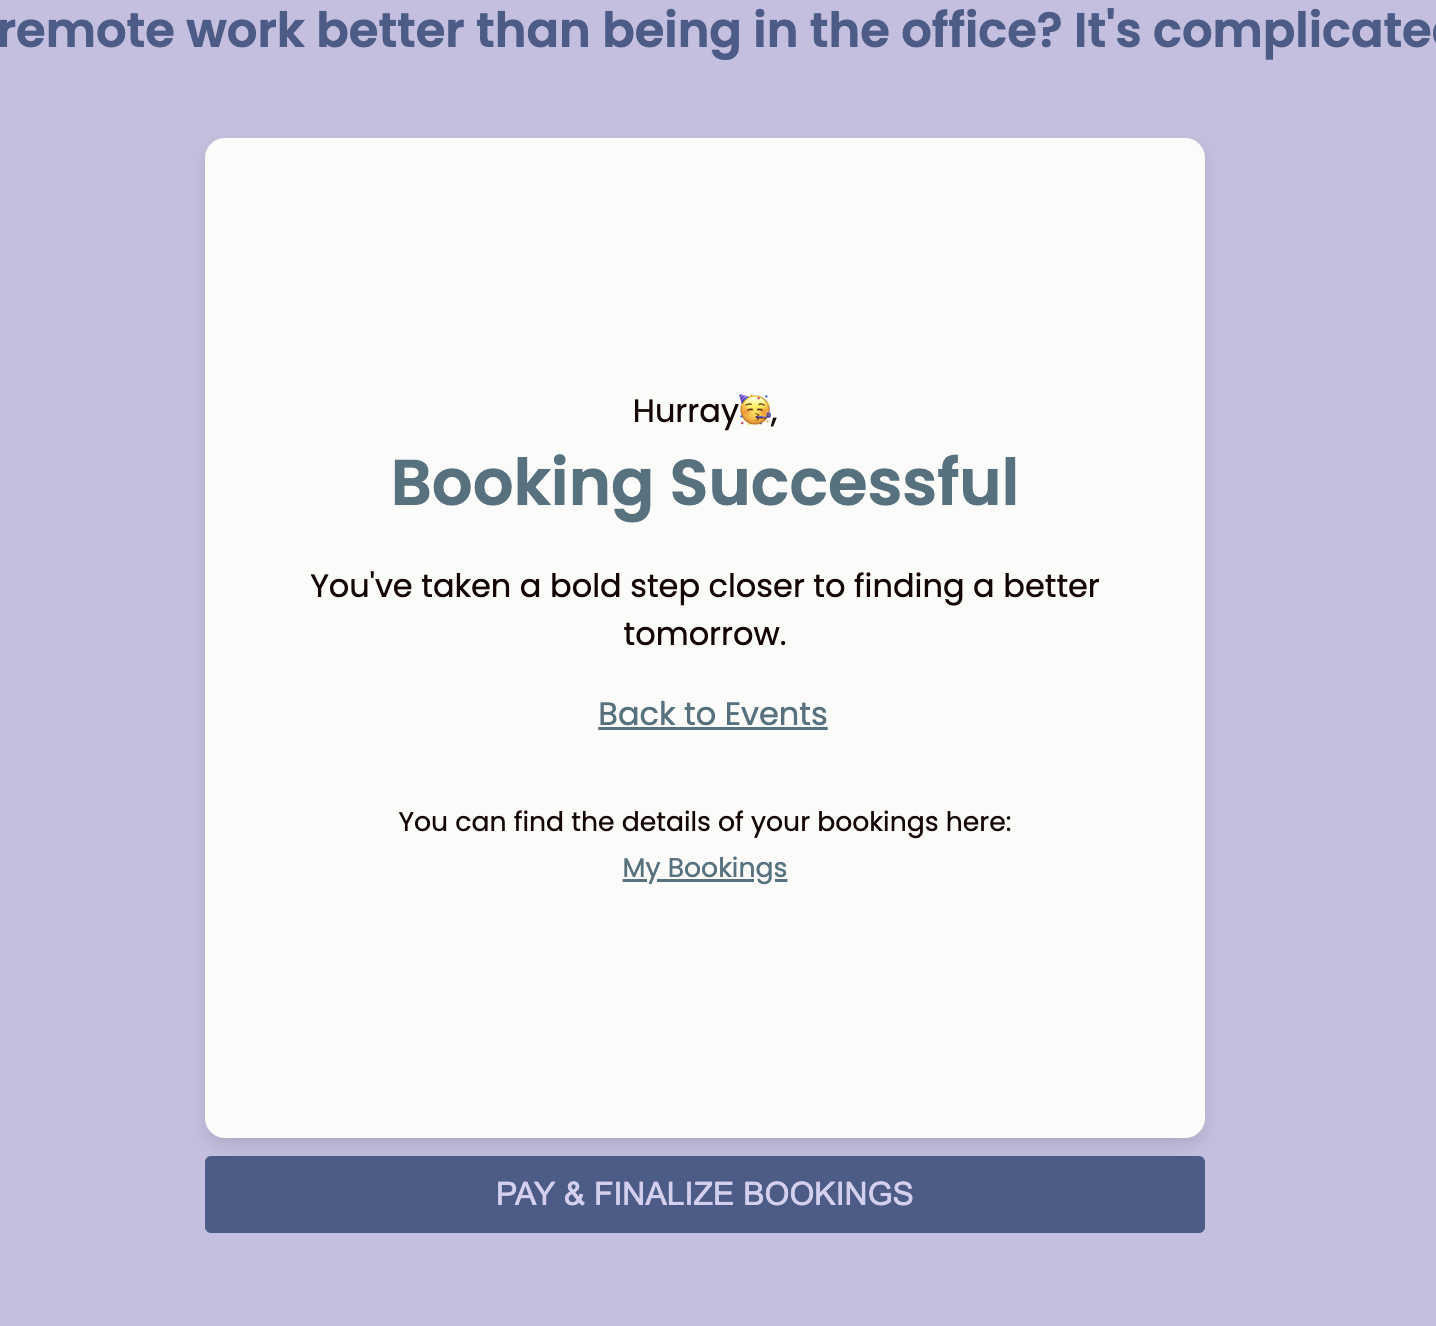 remote work better than being in the office? It's complicated
Hurray🥳,
Booking Successful
You've taken a bold step closer to finding a better
tomorrow.
Back to Events
You can find the details of your bookings here:
My Bookings
PAY & FINALIZE BOOKINGS